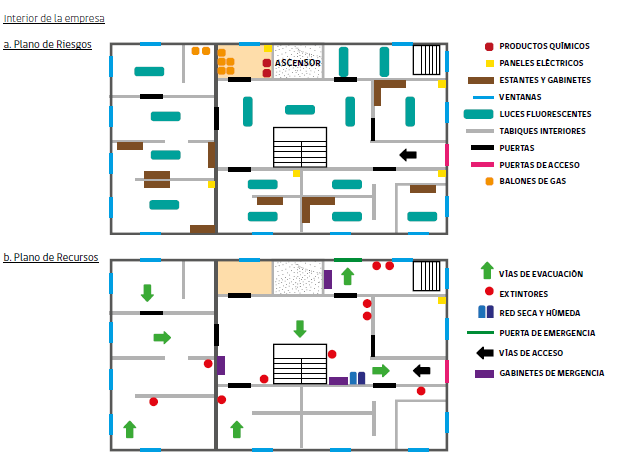 Interior de la empresa
a. Plano de Riesgos
ASCENSOR
PRODUCTOS QUÍMICOS
PANELES ELÉCTRICOS
ESTANTES Y GABINETES
VENTANAS
LUCES FLUORESCENTES
TABIQUES INTERIORES
PUERTAS
PUERTAS DE ACCESO
BALONES DE GAS
b. Plano de Recursos
VÍAS DE EVACUACIÓN
EXTINTORES
RED SECA Y HÚMEDA
PUERTA DE EMERGENCIA
VÍAS DE ACCESO
GABINETES DE MERGENCIA